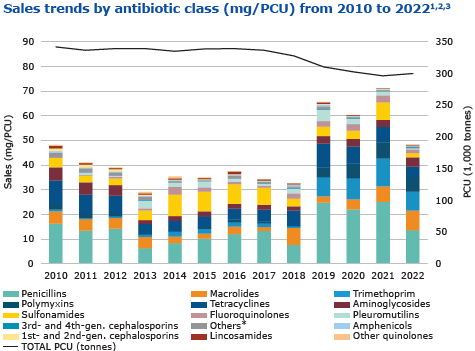 Sales trends by antibiotic class (mg/PCU) from 2010 to 2022¹,²,³
90 350
80 300
70 250
60 200
50 150
40 100
30 50
20 0
10
0
Sales (mg/PCU)
PCU (1,000 tonnes)
2010 2011 2012 2013 2014 2015 2016 2017 2018 2019 2020 2021 2022
Penicillins Macrolides Trimethoprim
Polymyxins Tetracyclines Aminoglycosides
Sulfonamides Fluoroquinolones Pleuromutilins
3rd- and 4th-gen. cephalosporins Others* Amphenicols
1st- and 2nd-gen. cephalosporins Lincosamides Other quinolones
TOTAL PCU (tonnes)